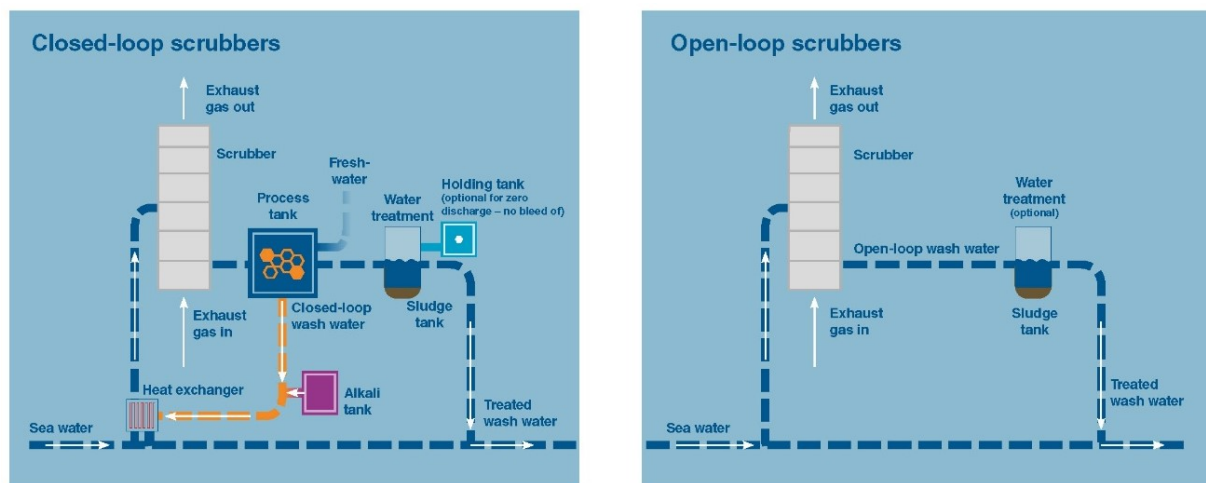 Closed-loop scrubbers
Exhaust
gas out
Scrubber
Fresh-
water
Process
tank
Water
treatment
Holding tank
(optional for zero
discharge – no bleed of)
Exhaust
gas in
Closed-loop
wash water
Sludge
tank
Heat exchanger
Alkali
tank
Treated
wash water
Sea water
Open-loop scrubbers
Exhaust
gas out
Scrubber
Water
treatment
(optional)
Open-loop wash water
Exhaust
gas in
Sludge
tank
Treated
wash water
Sea water